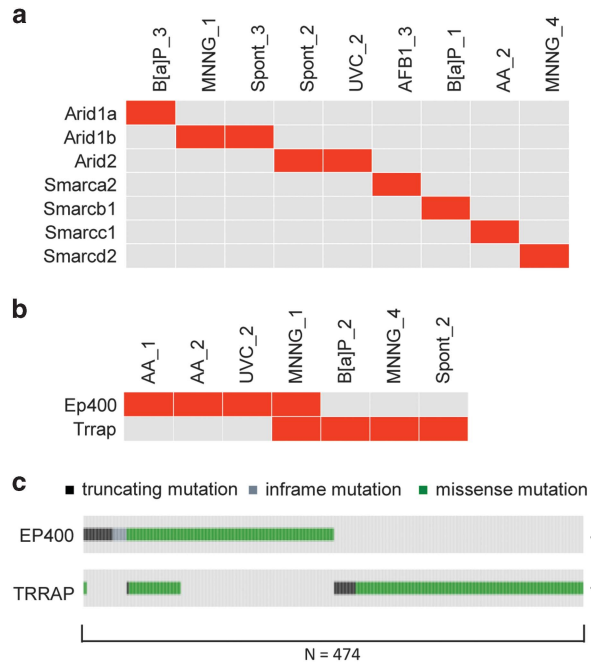 a
B[a]P_3 MNNG_1 Spont_3 Spont_2 UVC_2 AFB1_3 B[a]P_1 AA_2 MNNG_4
Arid1a
Arid1b
Arid2
Smarca2
Smarcb1
Smarcc1
Smarcd2
b
AA_1 AA_2 UVC_2 MNNG_1 B[a]P_2 MNNG_4 Spont_2
Ep400
Trrap
c
truncating mutation inframe mutation missense mutation
EP400
TRRAP
N = 474